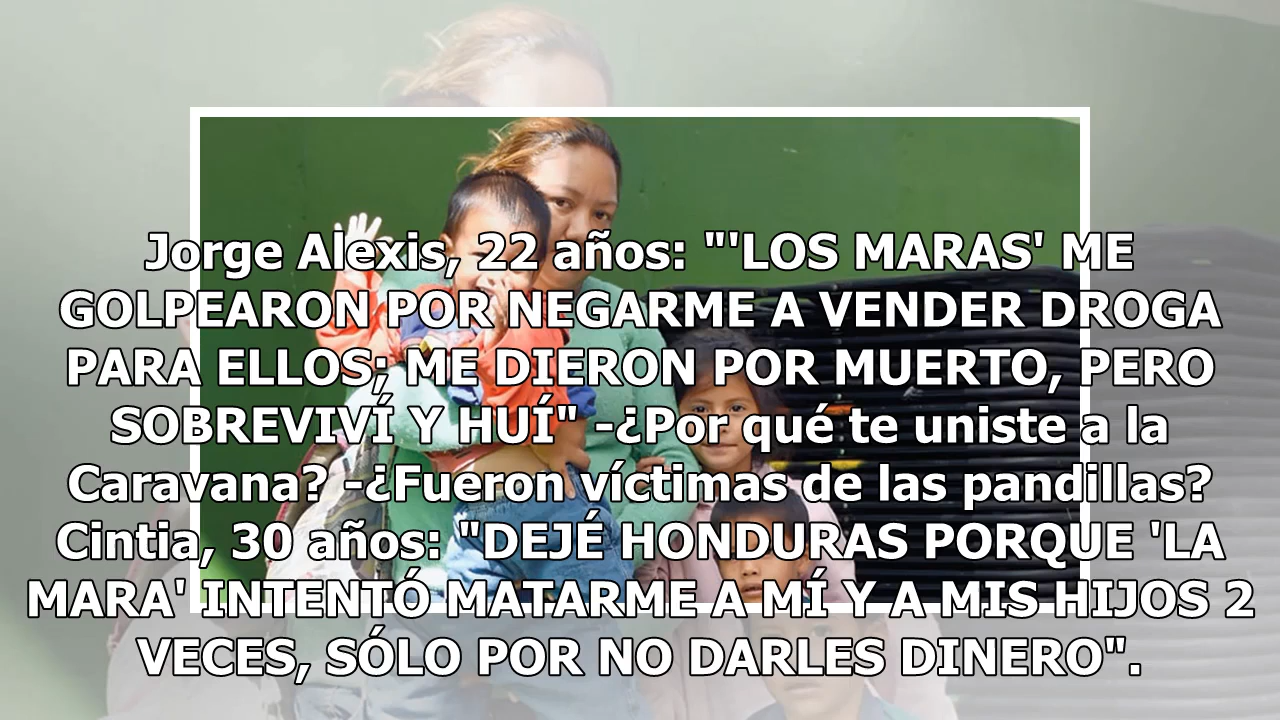 Jorge Alexis, 22 años: "'LOS MARAS' ME
GOLPEARON POR NEGARME A VENDER DROGA
PARA ELLOS; ME DIERON POR MUERTO, PERO
SOBREVIVÍ Y HUÍ" -¿Por qué te uniste a la
Caravana? -¿Fueron víctimas de las pandillas?
Cintia, 30 años: "DEJÉ HONDURAS PORQUE 'LA
MARA' INTENTÓ MATARME A MÍ Y A MIS HIJOS 2
VECES, SÓLO POR NO DARLES DINERO".